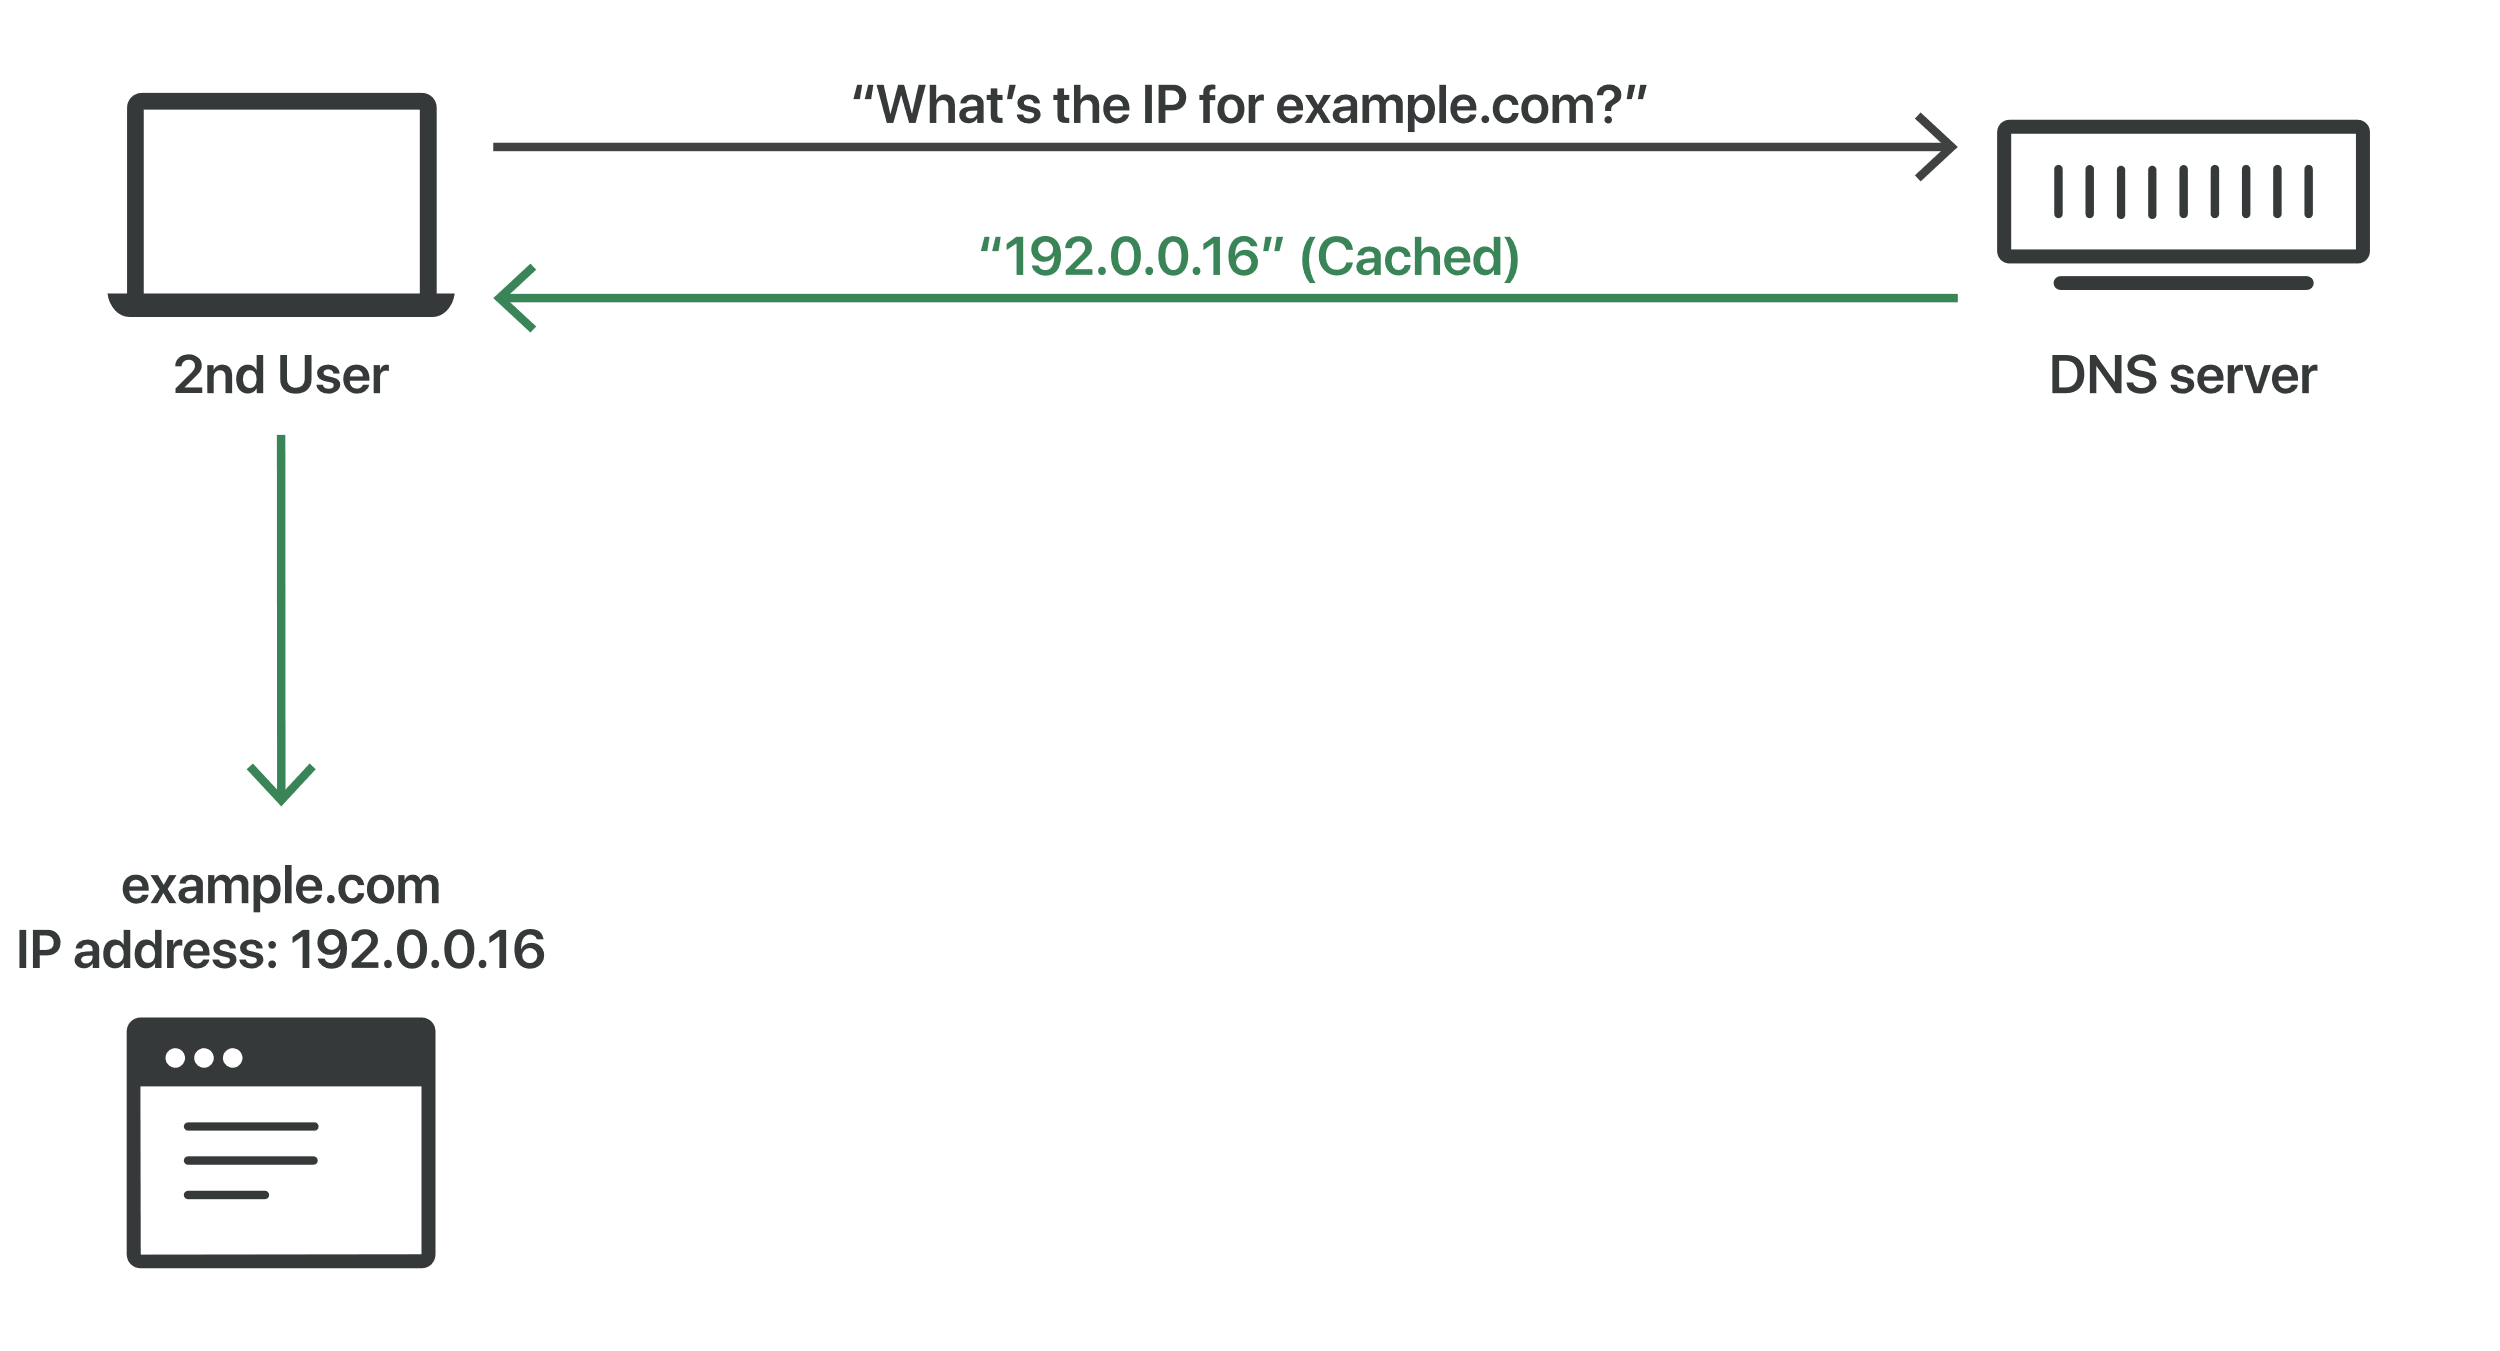 "What's the IP for example.com?"
"192.0.0.16" (Cached)
2nd User
DNS server
example.com
IP address: 192.0.0.16